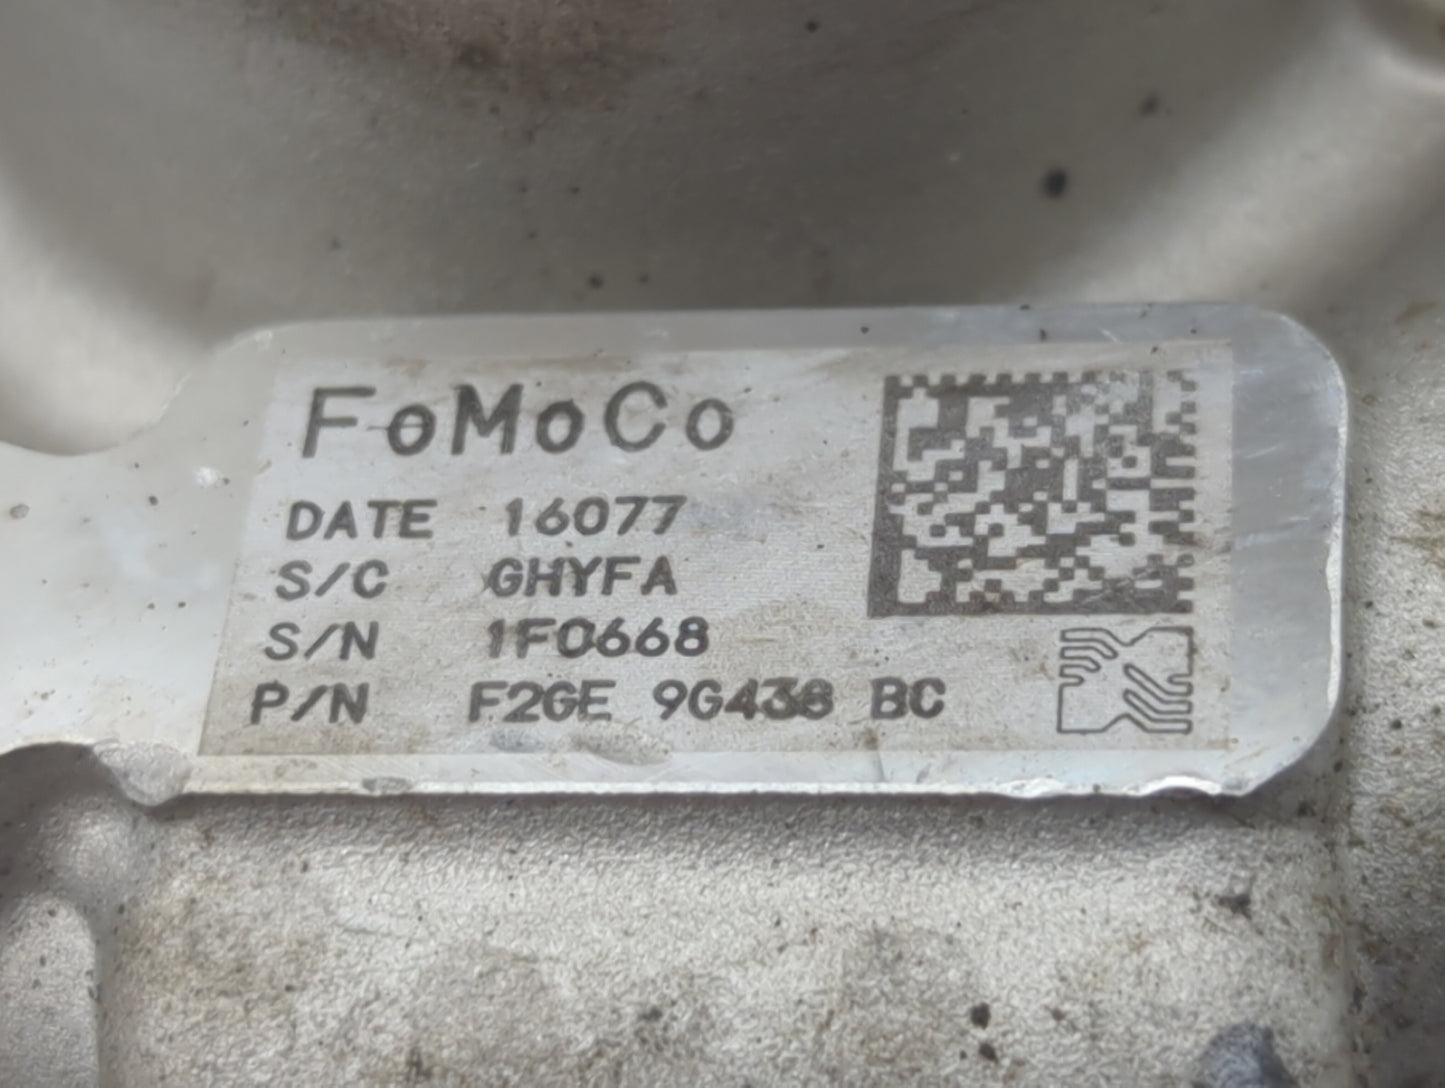 FoMoCo
DATE 16077
S/C GHYFA
S/N 1F0668
P/N F2GE 9G438 BC